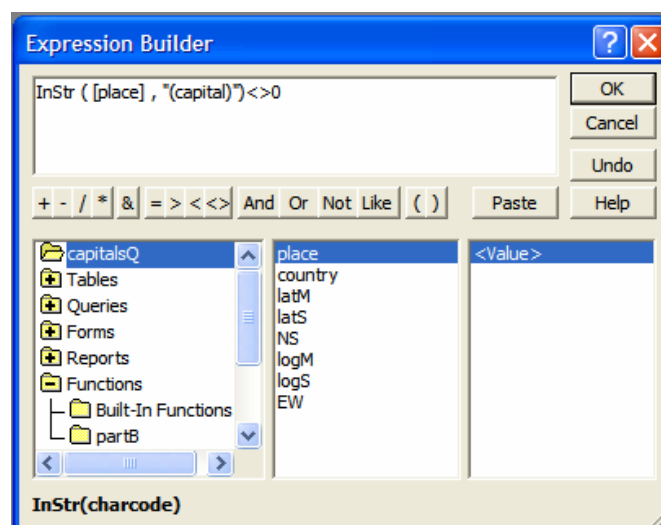 Expression Builder
InStr ( [place] , "(capital)")<>0
OK
Cancel
Undo
+ - / * & = > < <> And Or Not Like ( ) Paste Help
capitalsQ
Tables
Queries
Forms
Reports
Functions
Built-In Functions
partB
place
country
latM
latS
NS
logM
logS
EW
<Value>
InStr(charcode)